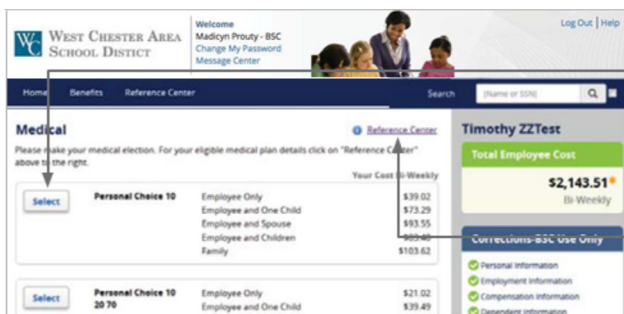 WEST CHESTER AREA
SCHOOL DISTICT
Welcome
Madicyn Prouty - BSC
Change My Password
Message Center
Log Out | Help
Home Benefits Reference Center Search (Name or SSN)
Medical
Reference Center
Please make your medical election. For your eligible medical plan details click on "Reference Center"
above to the right.
Your Cost Bi-Weekly
Select Personal Choice 10 Employee Only $39.02
Employee and One Child $73.29
Employee and Spouse $93.55
Employee and Children
Family $103.62
Select Personal Choice 10 Employee Only $21.02
20 70 Employee and One Child $39.49
Timothy ZZTest
Total Employee Cost
$2,143.51
Bi-Weekly
Corrections-BSC Use Only
Personal Information
Employment Information
Compensation Information
Dependent Information